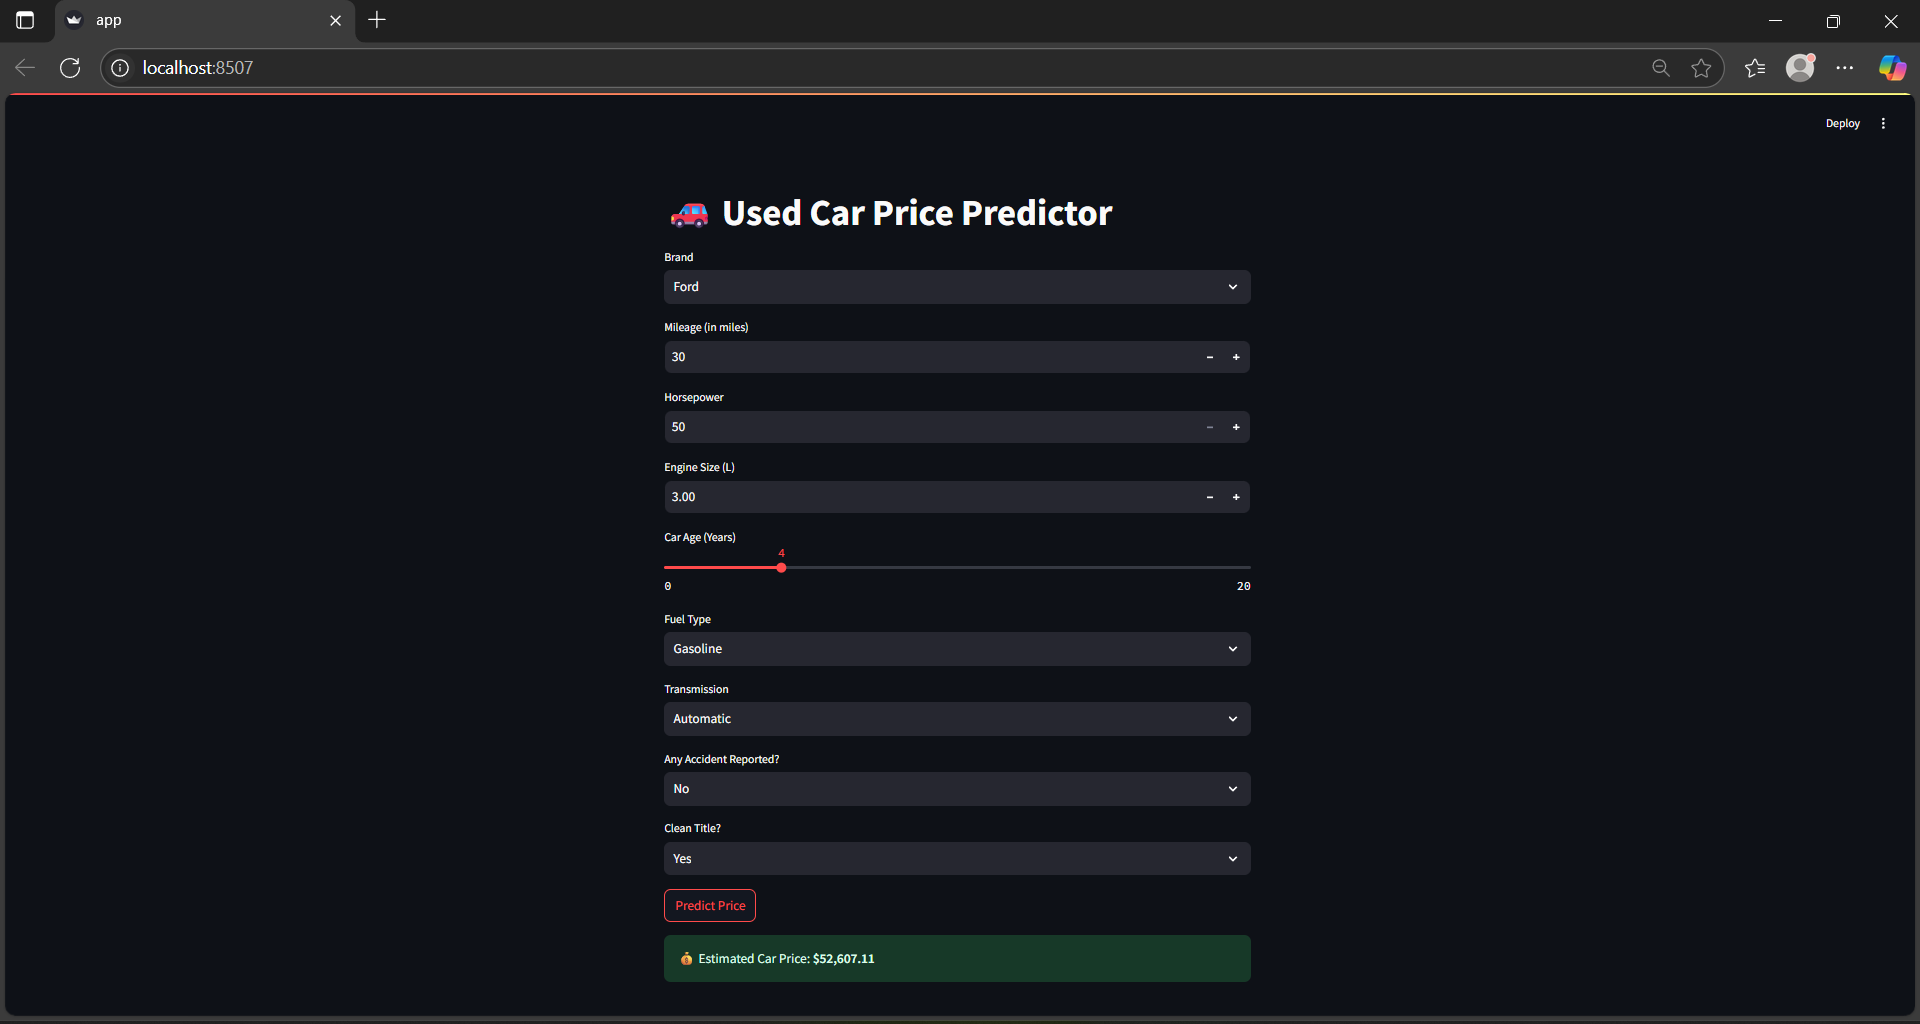 app
localhost:8507
Deploy
Used Car Price Predictor
Brand
Ford
Mileage (in miles)
30
Horsepower
50
Engine Size (L)
3.00
Car Age (Years)
4
0 20
Fuel Type
Gasoline
Transmission
Automatic
Any Accident Reported?
No
Clean Title?
Yes
Predict Price
Estimated Car Price: $52,607.11